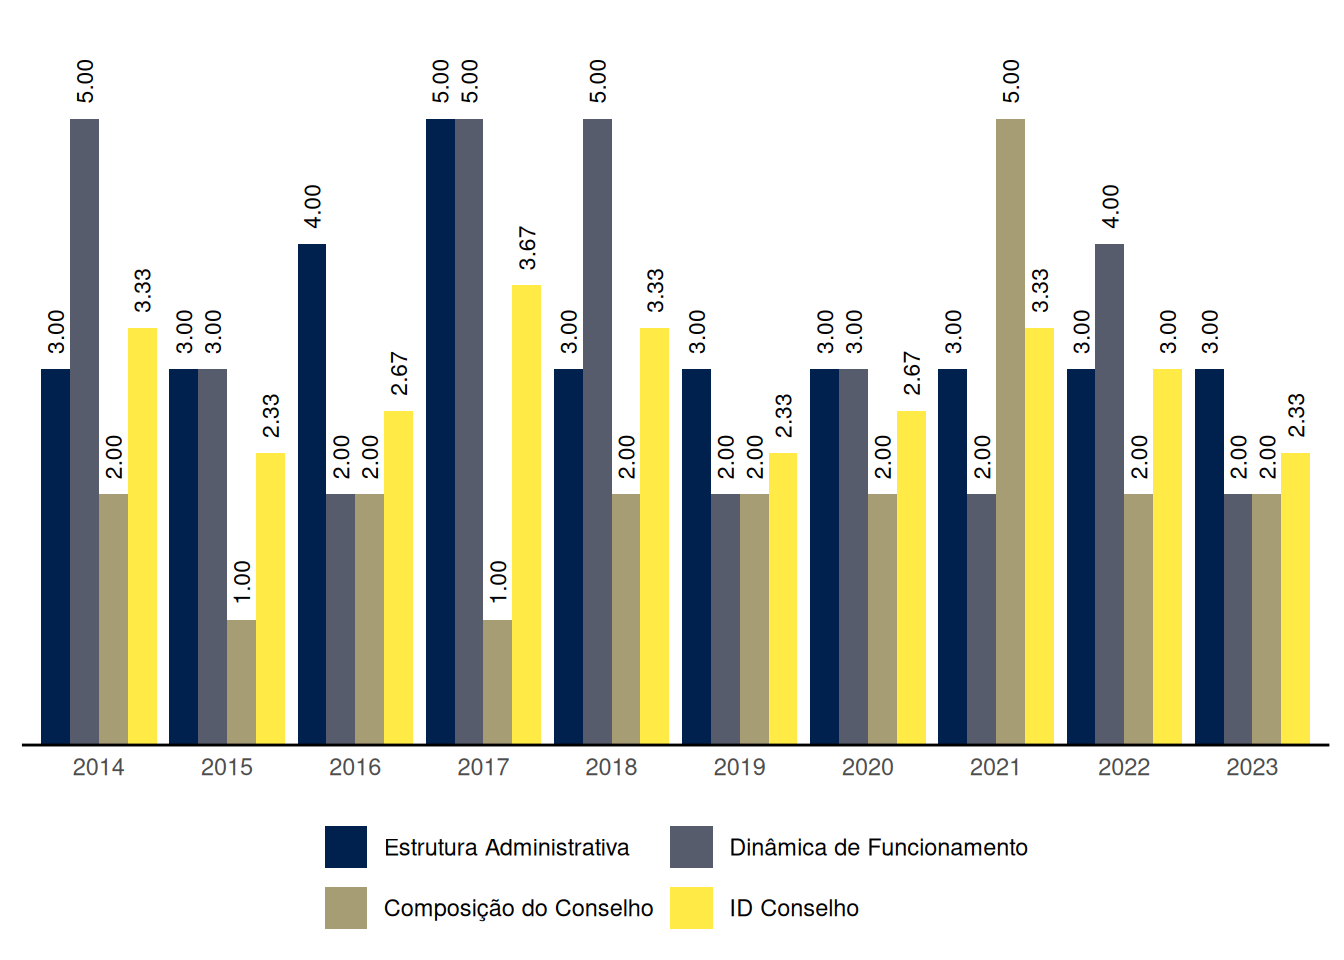 5.00 5.00 5.00 5.00 5.00
4.00 4.00
3.67
3.33 3.33 3.33
3.00 3.00 3.00 3.00 3.00 3.00 3.00 3.00 3.00 3.00 3.00 3.00
2.67 2.67
2.33 2.33 2.33
2.00 2.00 2.00 2.00 2.00 2.00 2.00 2.00 2.00 2.00 2.00
1.00 1.00
2014 2015 2016 2017 2018 2019 2020 2021 2022 2023
Estrutura Administrativa Dinâmica de Funcionamento
Composição do Conselho ID Conselho